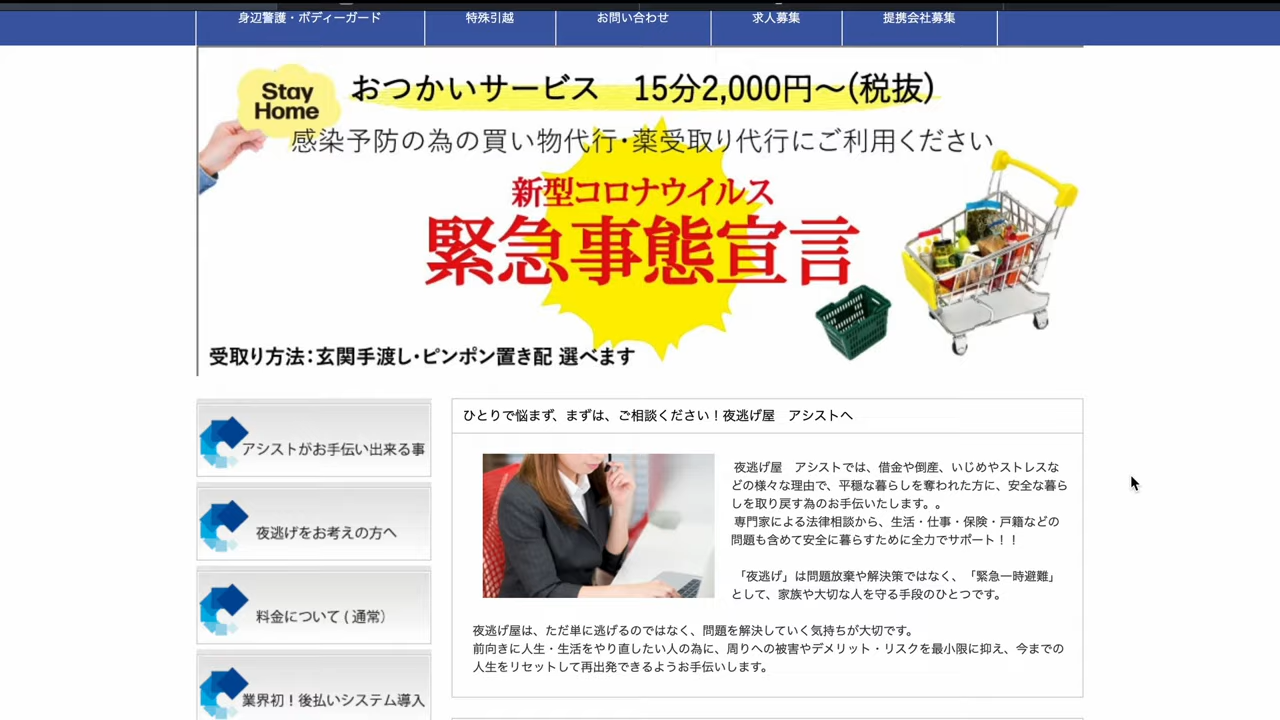 身辺警護・ボディーガード
特殊引越
お問い合わせ
求人募集
提携会社募集
Stay
Home
おつかいサービス　15分2,000円〜(税抜)
感染予防の為の買い物代行・薬受取り代行にご利用ください
新型コロナウイルス
緊急事態宣言
受取り方法：玄関手渡し・ピンポン置き配 選べます
アシストがお手伝い出来る事
夜逃げをお考えの方へ
料金について ( 通常）
業界初！後払いシステム導入
ひとりで悩まず、まずは、ご相談ください！夜逃げ屋　アシストへ
夜逃げ屋　アシストでは、借金や倒産、いじめやストレスな
どの様々な理由で、平穏な暮らしを奪われた方に、安全な暮ら
しを取り戻す為のお手伝いたします。。
専門家による法律相談から、生活・仕事・保険・戸籍などの
問題も含めて安全に暮らすために全力でサポート！！
「夜逃げ」は問題放棄や解決策ではなく、「緊急一時避難」
として、家族や大切な人を守る手段のひとつです。
夜逃げ屋は、ただ単に逃げるのではなく、問題を解決していく気持ちが大切です。
前向きに人生・生活をやり直したい人の為に、周りへの被害やデメリット・リスクを最小限に抑え、今までの
人生をリセットして再出発できるようお手伝いします。